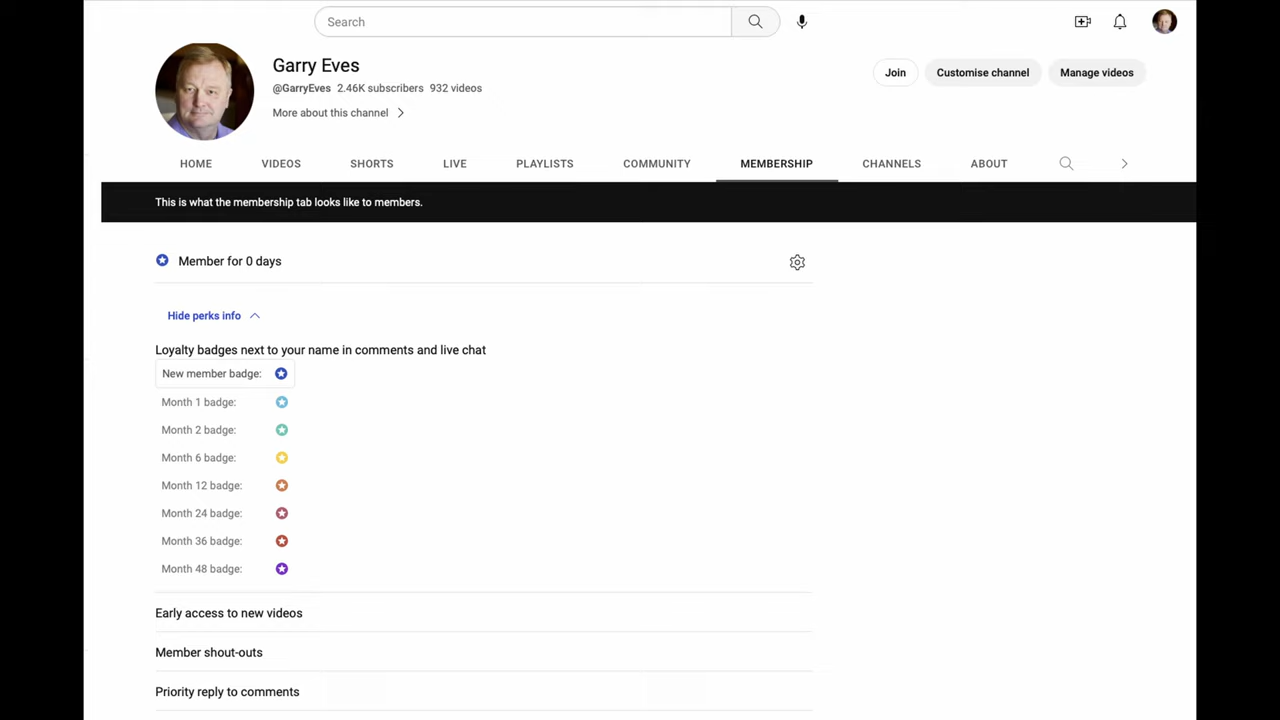 Search
Garry Eves
@GarryEves 2.46K subscribers 932 videos
More about this channel
Join Customise channel Manage videos
HOME VIDEOS SHORTS LIVE PLAYLISTS COMMUNITY MEMBERSHIP CHANNELS ABOUT
This is what the membership tab looks like to members.
Member for 0 days
Hide perks info
Loyalty badges next to your name in comments and live chat
New member badge:
Month 1 badge:
Month 2 badge:
Month 6 badge:
Month 12 badge:
Month 24 badge:
Month 36 badge:
Month 48 badge:
Early access to new videos
Member shout-outs
Priority reply to comments